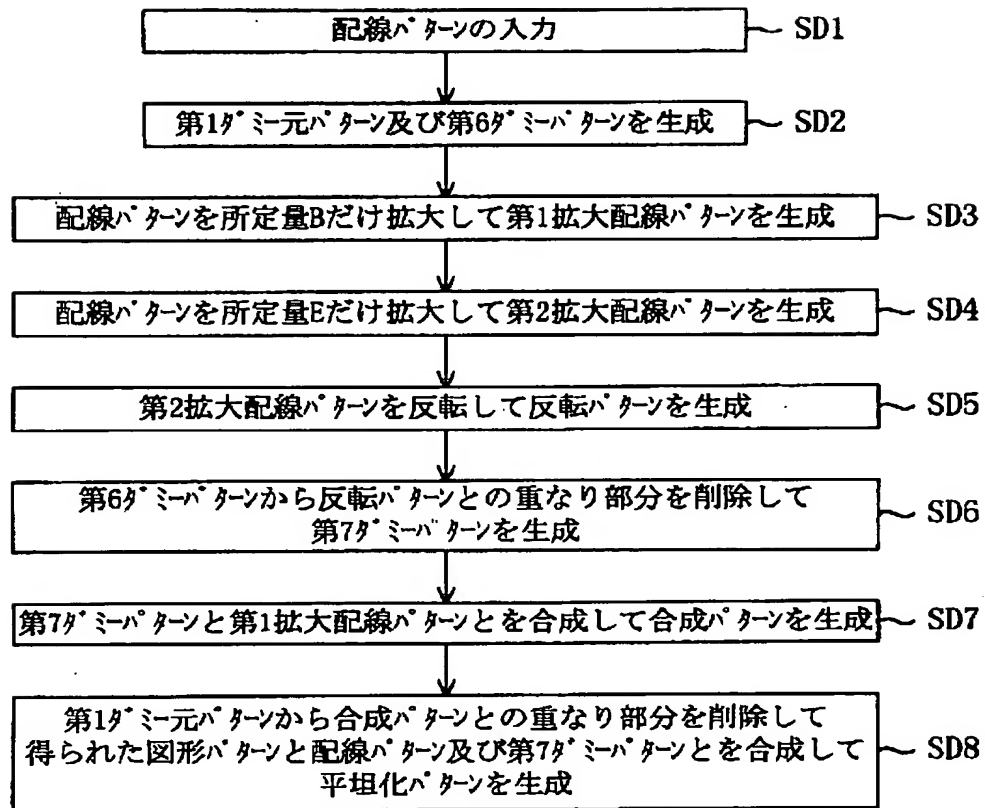 配線ﾊﾟﾀｰﾝの入力
SD1
第1ﾀﾞﾐｰ元ﾊﾟﾀｰﾝ及び第6ﾀﾞﾐｰﾊﾟﾀｰﾝを生成
SD2
配線ﾊﾟﾀｰﾝを所定量Bだけ拡大して第1拡大配線ﾊﾟﾀｰﾝを生成
SD3
配線ﾊﾟﾀｰﾝを所定量Eだけ拡大して第2拡大配線ﾊﾟﾀｰﾝを生成
SD4
第2拡大配線ﾊﾟﾀｰﾝを反転して反転ﾊﾟﾀｰﾝを生成
SD5
第6ﾀﾞﾐｰﾊﾟﾀｰﾝから反転ﾊﾟﾀｰﾝとの重なり部分を削除して
第7ﾀﾞﾐｰﾊﾟﾀｰﾝを生成
SD6
第7ﾀﾞﾐｰﾊﾟﾀｰﾝと第1拡大配線ﾊﾟﾀｰﾝとを合成して合成ﾊﾟﾀｰﾝを生成
SD7
第1ﾀﾞﾐｰ元ﾊﾟﾀｰﾝから合成ﾊﾟﾀｰﾝとの重なり部分を削除して
得られた図形ﾊﾟﾀｰﾝと配線ﾊﾟﾀｰﾝ及び第7ﾀﾞﾐｰﾊﾟﾀｰﾝとを合成して
平坦化ﾊﾟﾀｰﾝを生成
SD8